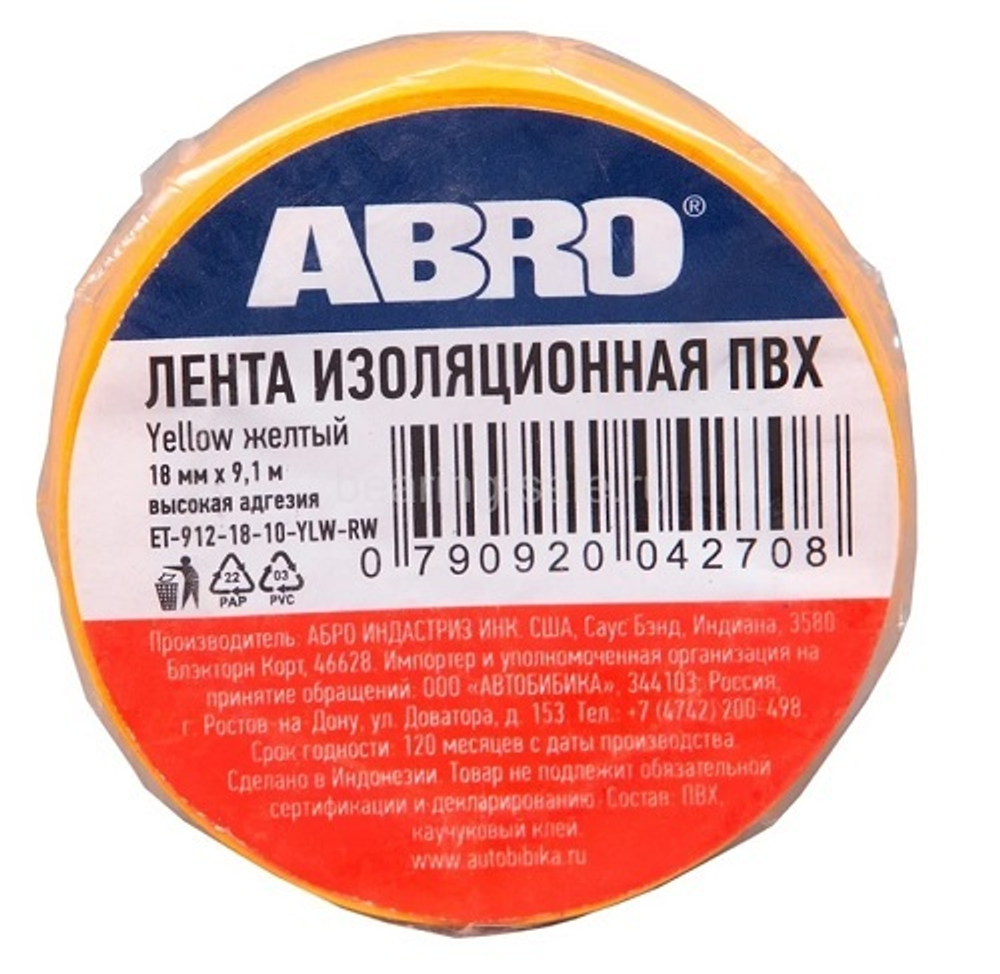 ABRO®
ЛЕНТА ИЗОЛЯЦИОННАЯ ПВХ
Yellow желтый
18 мм x 9,1 м
высокая адгезия
ET-912-18-10-YLW-RW
0 790920 042708
22 03
PAP PVC
bearing-sale.ru
Производитель: АБРО ИНДАСТРИЗ ИНК. США, Саус Бэнд, Индиана, 3580
Блэкторн Корт, 46628. Импортер и уполномоченная организация на
принятие обращений: ООО «АВТОБИБИКА», 344103, Россия,
г. Ростов-на-Дону, ул. Доватора, д. 153. Тел.: +7 (4742) 200-498.
Срок годности: 120 месяцев с даты производства.
Сделано в Индонезии. Товар не подлежит обязательной
сертификации и декларированию. Состав: ПВХ,
каучуковый клей.
www.autobibika.ru